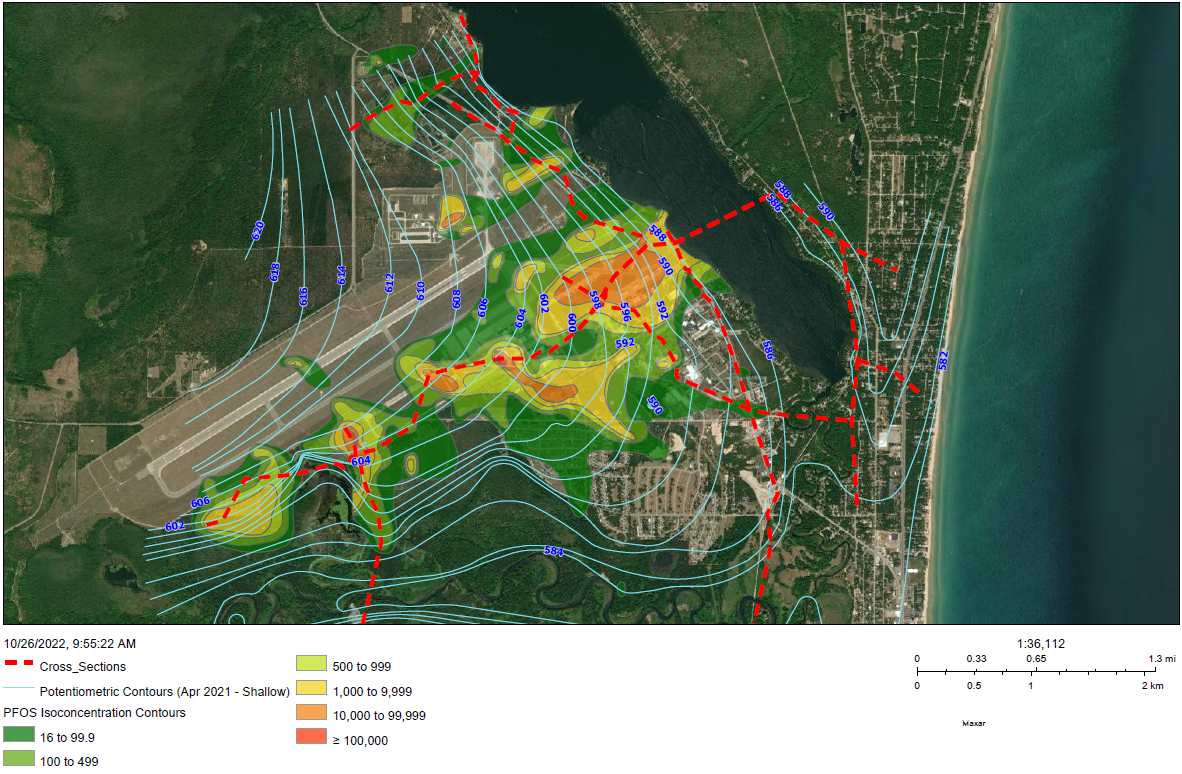 588
586
590
620
588
618
590
614
616
612
610
608
606
602
604
598
596
592
600
592
586
582
590
604
606
602
584
10/26/2022, 9:55:22 AM
Cross_Sections
Potentiometric Contours (Apr 2021 - Shallow)
PFOS Isoconcentration Contours
16 to 99.9
100 to 499
500 to 999
1,000 to 9,999
10,000 to 99,999
≥ 100,000
1:36,112
0 0.33 0.65 1.3 mi
0 0.5 1 2 km
Maxar